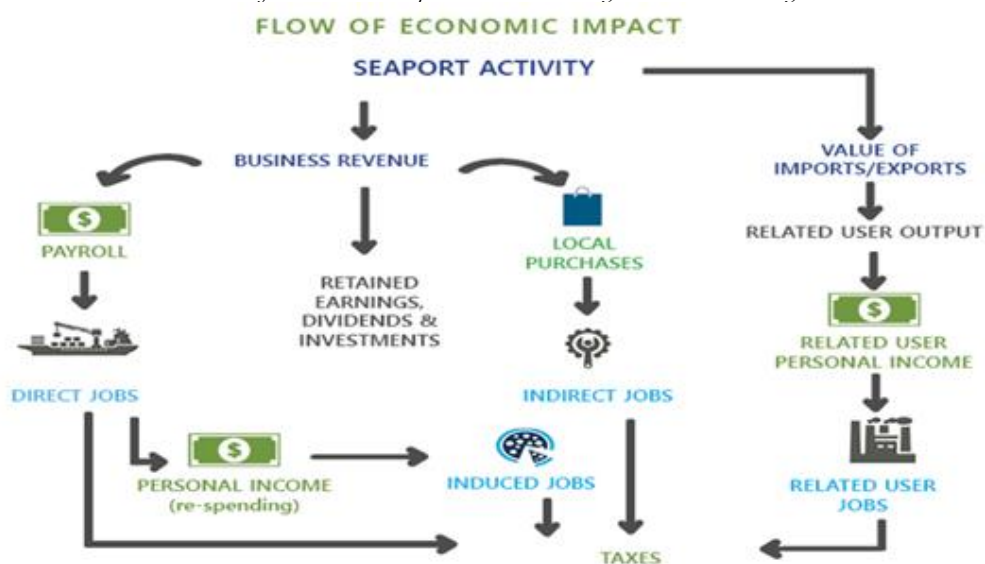 FLOW OF ECONOMIC IMPACT
SEAPORT ACTIVITY
BUSINESS REVENUE
VALUE OF
IMPORTS/EXPORTS
$
PAYROLL
LOCAL
PURCHASES
RELATED USER OUTPUT
RETAINED
EARNINGS,
DIVIDENDS &
INVESTMENTS
$
RELATED USER
PERSONAL INCOME
DIRECT JOBS
INDIRECT JOBS
$
PERSONAL INCOME
(re-spending)
INDUCED JOBS
RELATED USER
JOBS
TAXES